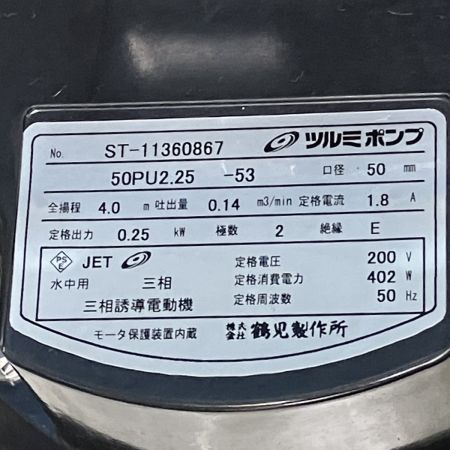 No. ST-11360867 ツルミポンプ
50PU2.25 -53 口径 50 mm
全揚程 4.0 m 吐出量 0.14 m3/min 定格電流 1.8 A
定格出力 0.25 kW 極数 2 絶縁 E
PS E JET 定格電圧 200 V
水中用 三相 定格消費電力 402 W
三相誘導電動機 定格周波数 50 Hz
モータ保護装置内蔵 株式会社 鶴見製作所